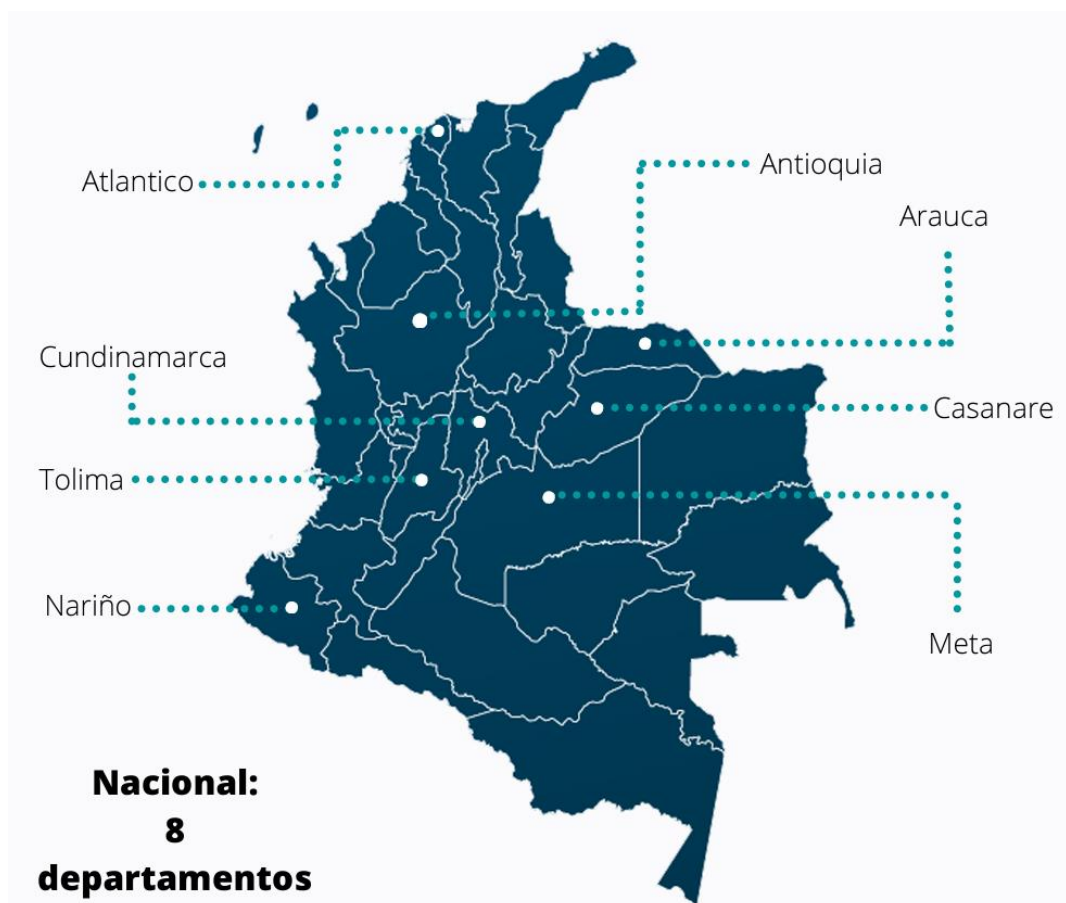 Atlantico
Antioquia
Arauca
Cundinamarca
Casanare
Tolima
Nariño
Meta
Nacional:
8
departamentos